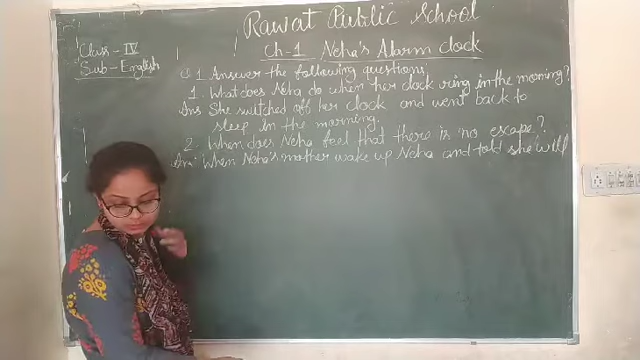 Rawat Public School
Class - IV
Sub - English
Ch-1 Neha's Alarm clock
Q1 Answer the following questions;
1. What does Neha do when her clock ring in the morning?
Ans She switched off her clock and went back to
sleep in the morning.
2. When does Neha feel that there is 'no escape'?
Ans: When Neha's mother wake up Neha and told she will